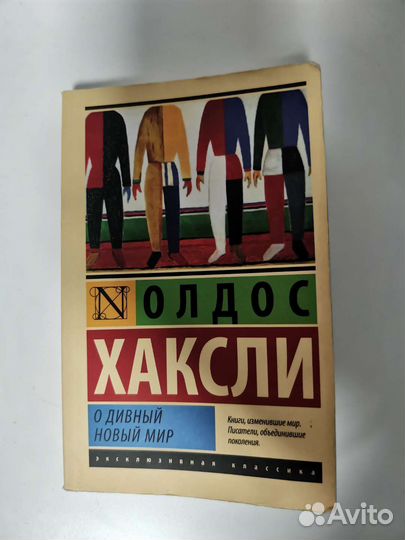 ОЛДОС
ХАКСЛИ
О ДИВНЫЙ
НОВЫЙ МИР
Книги, изменившие мир.
Писатели, объединившие
поколения.
ЭКСКЛЮЗИВНАЯ КЛАССИКА
Avito